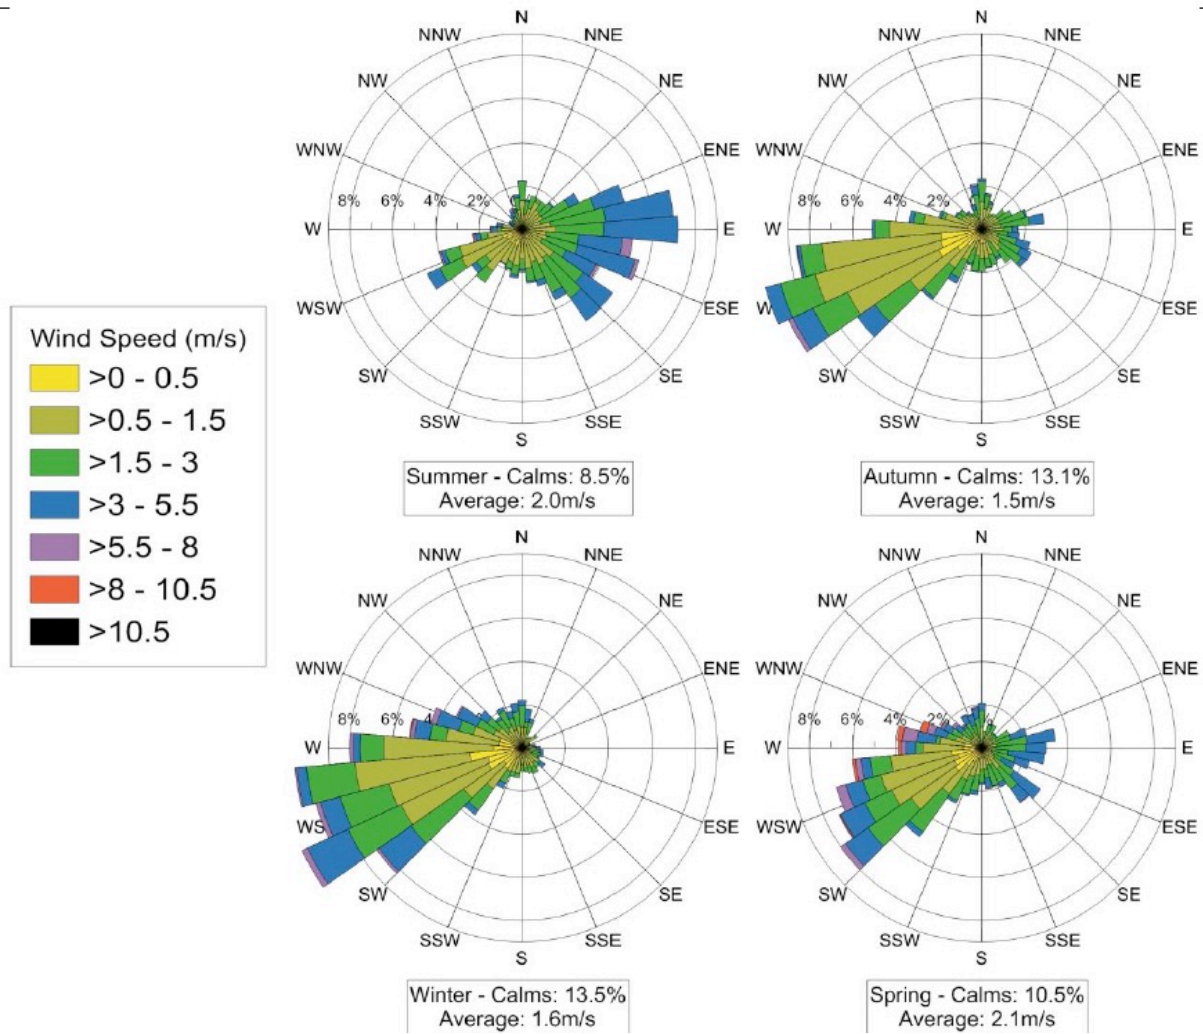 N
NNW
NNE
NW
NE
WNW
ENE
8%
6%
4%
2%
W
E
WSW
ESE
SW
SE
SSW
SSE
S
Summer - Calms: 8.5%
Average: 2.0m/s
N
NNW
NNE
NW
NE
WNW
ENE
8%
6%
4%
2%
E
ESE
SW
SE
SSW
SSE
S
Autumn - Calms: 13.1%
Average: 1.5m/s
Wind Speed (m/s)
>0 - 0.5
>0.5 - 1.5
>1.5 - 3
>3 - 5.5
>5.5 - 8
>8 - 10.5
>10.5
N
NNW
NNE
NW
NE
WNW
ENE
8%
6%
4
W
E
ESE
SW
SE
SSW
SSE
S
Winter - Calms: 13.5%
Average: 1.6m/s
N
NNW
NNE
NW
NE
WNW
ENE
8%
6%
4%
2%
W
E
WSW
ESE
SW
SE
SSW
SSE
S
Spring - Calms: 10.5%
Average: 2.1m/s